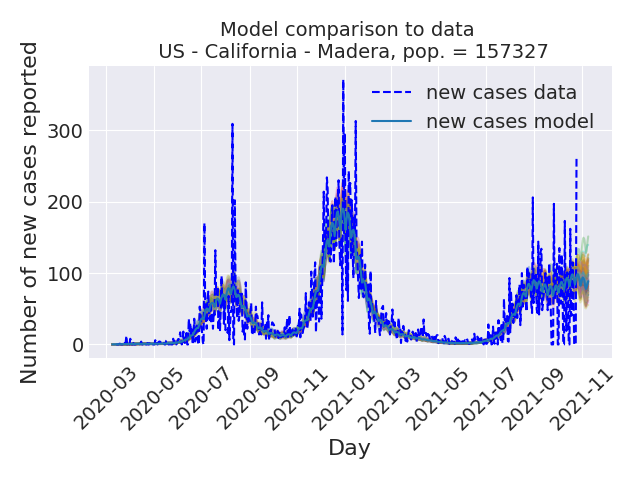 Model comparison to data
US - California - Madera, pop. = 157327
Number of new cases reported
300
200
100
0
new cases data
new cases model
2020-03
2020-05
2020-07
2020-09
2020-11
2021-01
2021-03
2021-05
2021-07
2021-09
2021-11
Day